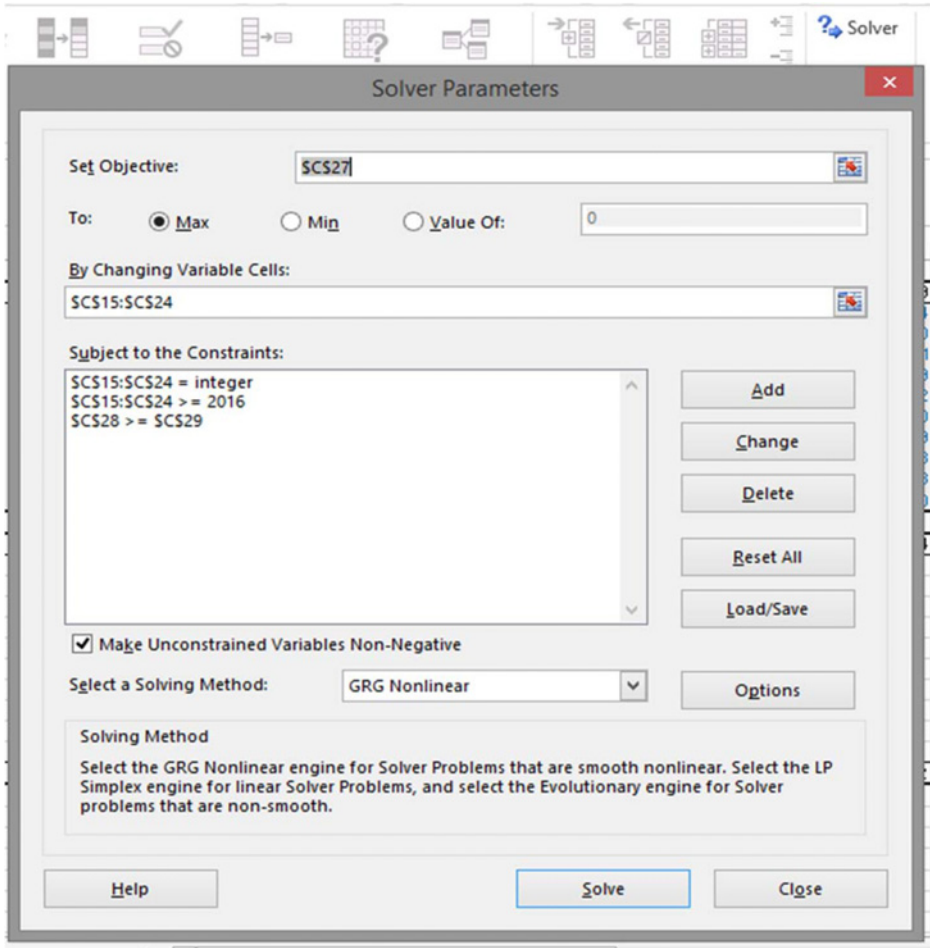 Solver
Solver Parameters
Set Objective:
$C$27
To:
Max
Min
Value Of:
0
By Changing Variable Cells:
$C$15:$C$24
Subject to the Constraints:
$C$15:$C$24 = integer
$C$15:$C$24 >= 2016
$C$28 >= $C$29
Add
Change
Delete
Reset All
Load/Save
Make Unconstrained Variables Non-Negative
Select a Solving Method:
GRG Nonlinear
Options
Solving Method
Select the GRG Nonlinear engine for Solver Problems that are smooth nonlinear. Select the LP
Simplex engine for linear Solver Problems, and select the Evolutionary engine for Solver
problems that are non-smooth.
Help
Solve
Close